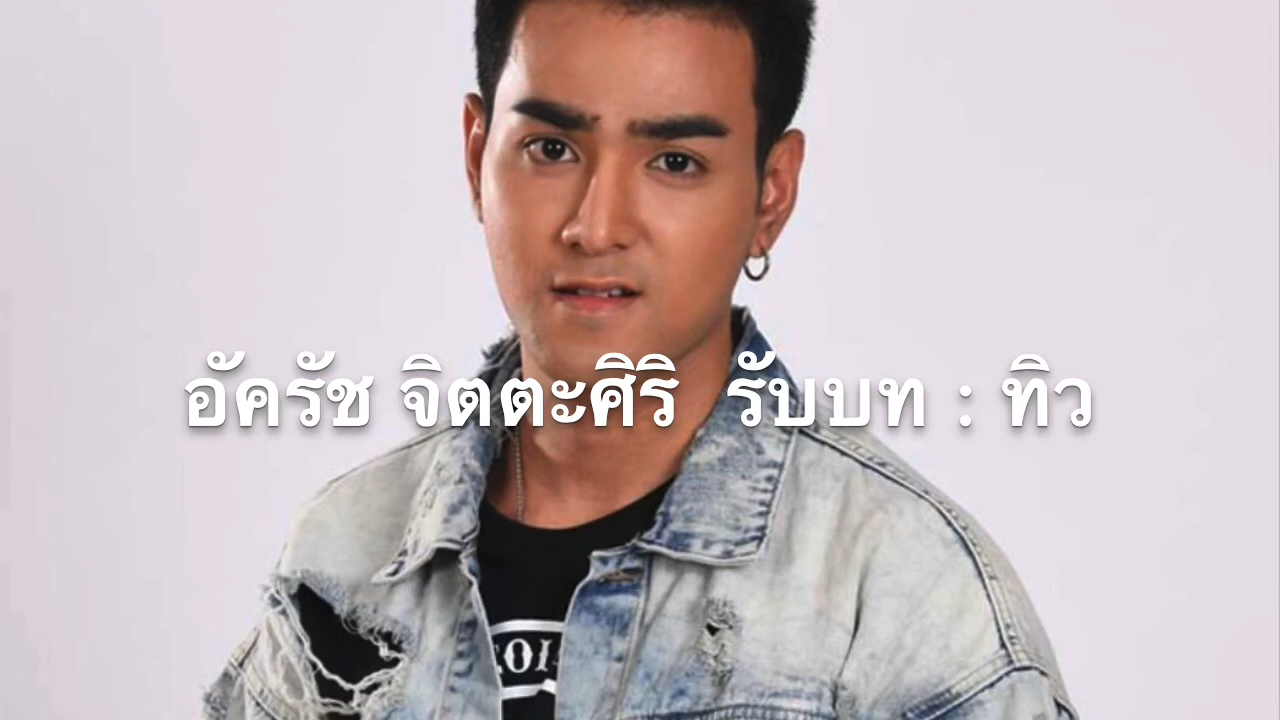 อัครัช จิตตะศิริ  รับบท : ทิว